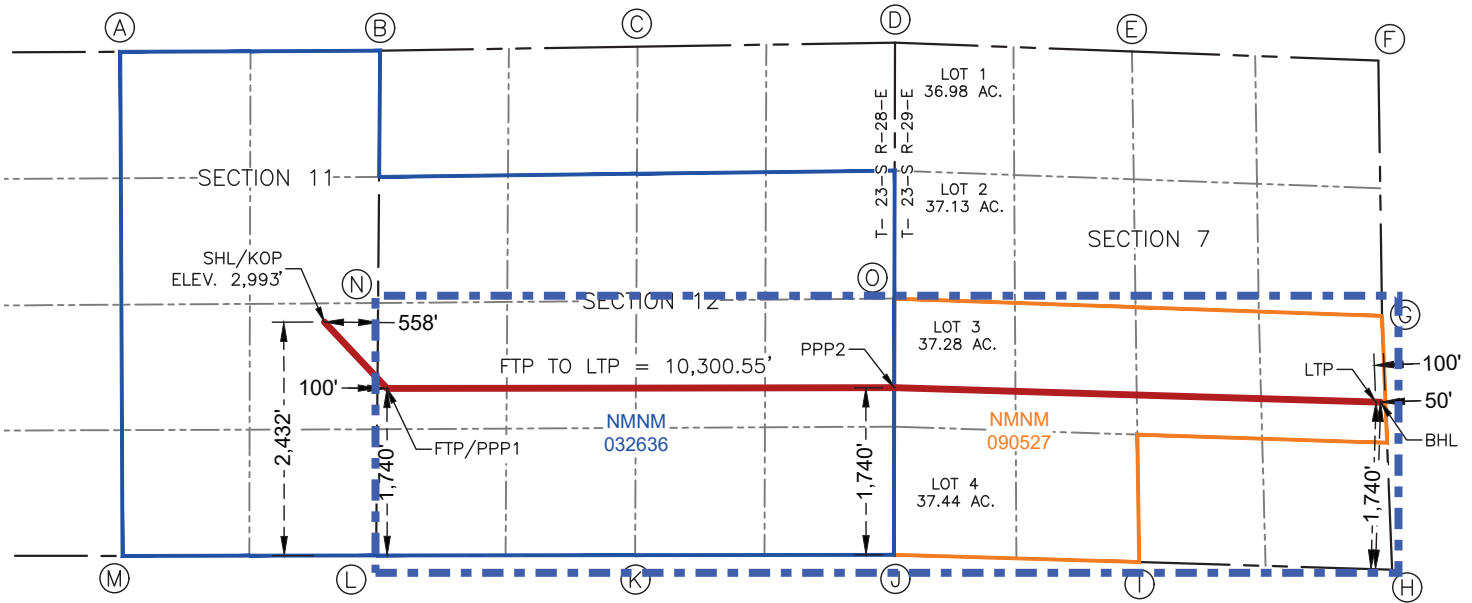 A
B
C
D
E
F
LOT 1
36.98 AC.
T- 23-S R-28-E
T- 23-S R-29-E
SECTION 11
LOT 2
37.13 AC.
SECTION 7
SHL/KOP
ELEV. 2,993'
N
O
SECTION 12
G
558'
LOT 3
37.28 AC.
PPP2
FTP TO LTP = 10,300.55'
LTP
100'
100'
50'
NMNM
032636
NMNM
090527
FTP/PPP1
BHL
2,432'
1,740'
1,740'
1,740'
LOT 4
37.44 AC.
M
L
K
J
I
H